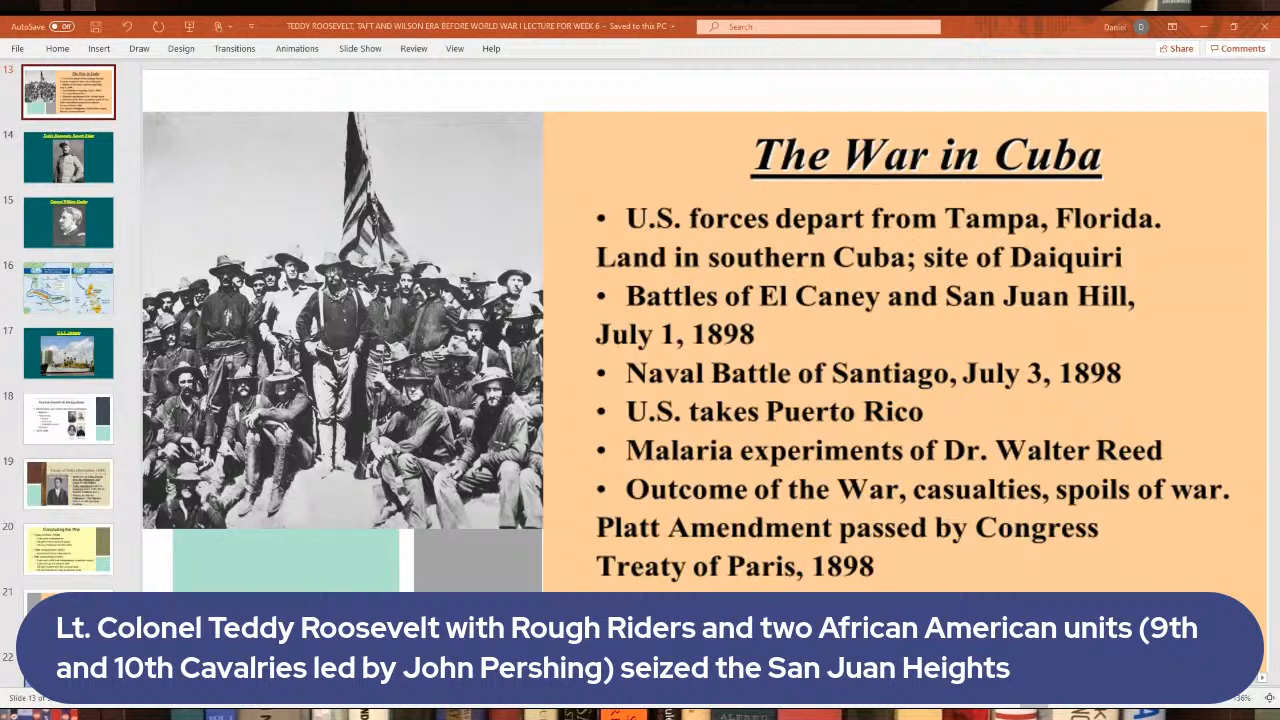 AutoSave Off
TEDDY ROOSEVELT, TAFT AND WILSON ERA BEFORE WORLD WAR I LECTURE FOR WEEK 6 - Saved to this PC
Search
Daniel D
File Home Insert Draw Design Transitions Animations Slide Show Review View Help
Share Comments
13
14
15
16
17
18
19
20
21
22
The War in Cuba
• U.S. forces depart from Tampa, Florida.
Land in southern Cuba; site of Daiquiri
• Battles of El Caney and San Juan Hill,
July 1, 1898
• Naval Battle of Santiago, July 3, 1898
• U.S. takes Puerto Rico
• Malaria experiments of Dr. Walter Reed
• Outcome of the War, casualties, spoils of war.
Platt Amendment passed by Congress
Treaty of Paris, 1898
Lt. Colonel Teddy Roosevelt with Rough Riders and two African American units (9th
and 10th Cavalries led by John Pershing) seized the San Juan Heights
Slide 13 of